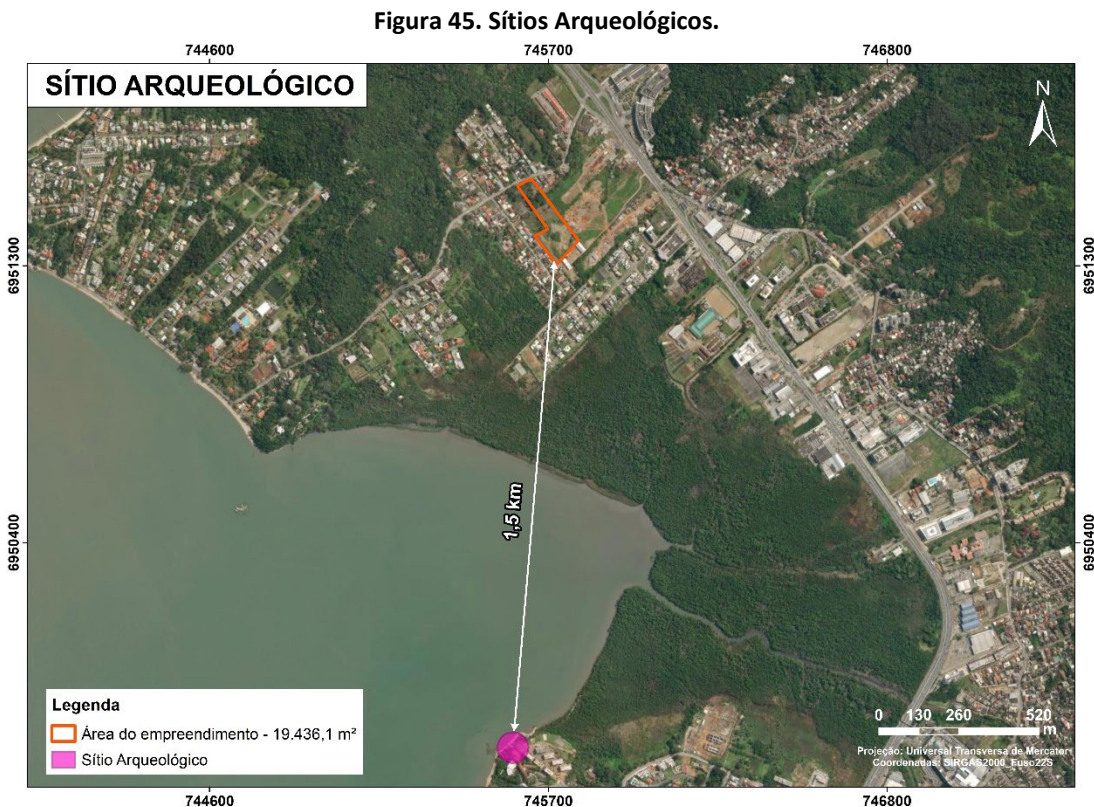 Figura 45. Sítios Arqueológicos.
744600 745700 746800
SÍTIO ARQUEOLÓGICO
N
6951300 6951300
1,5 km
6950400 6950400
Legenda
Área do empreendimento - 19.436,1 m²
Sítio Arqueológico
0 130 260 520
m
Projeção: Universal Transversa de Mercator
Coordenadas: SIRGAS2000_Fuso22S
744600 745700 746800